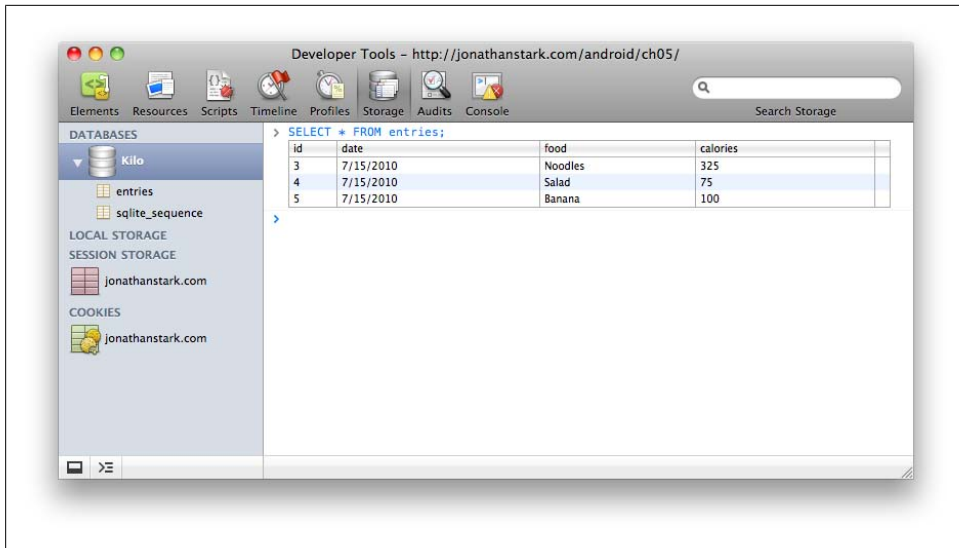 Developer Tools – http://jonathanstark.com/android/ch05/
Elements Resources Scripts Timeline Profiles Storage Audits Console Search Storage
DATABASES
Kilo
entries
sqlite_sequence
LOCAL STORAGE
SESSION STORAGE
jonathanstark.com
COOKIES
jonathanstark.com
> SELECT * FROM entries;
id date food calories
3 7/15/2010 Noodles 325
4 7/15/2010 Salad 75
5 7/15/2010 Banana 100
>